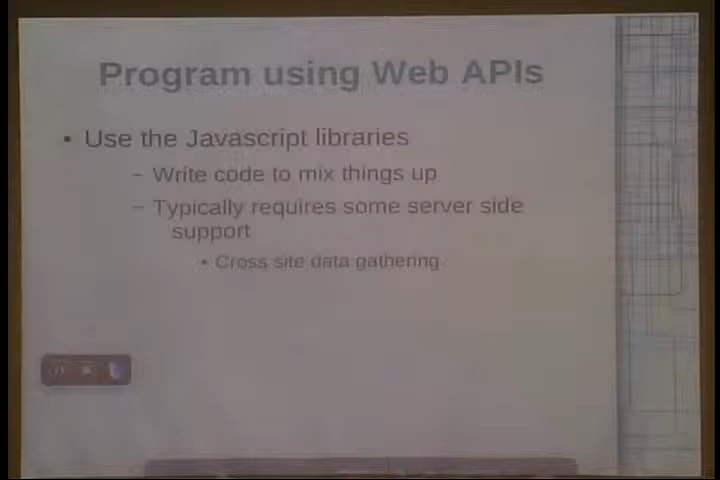 Program using Web APIs
• Use the Javascript libraries
– Write code to mix things up
– Typically requires some server side
support
• Cross site data gathering